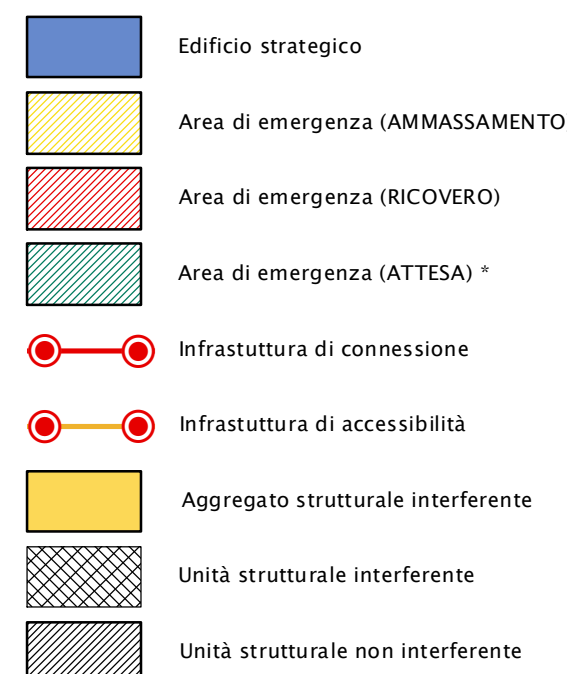 Edificio strategico
Area di emergenza (AMMASSAMENTO
Area di emergenza (RICOVERO)
Area di emergenza (ATTESA) *
Infrastuttura di connessione
Infrastuttura di accessibilità
Aggregato strutturale interferente
Unità strutturale interferente
Unità strutturale non interferente